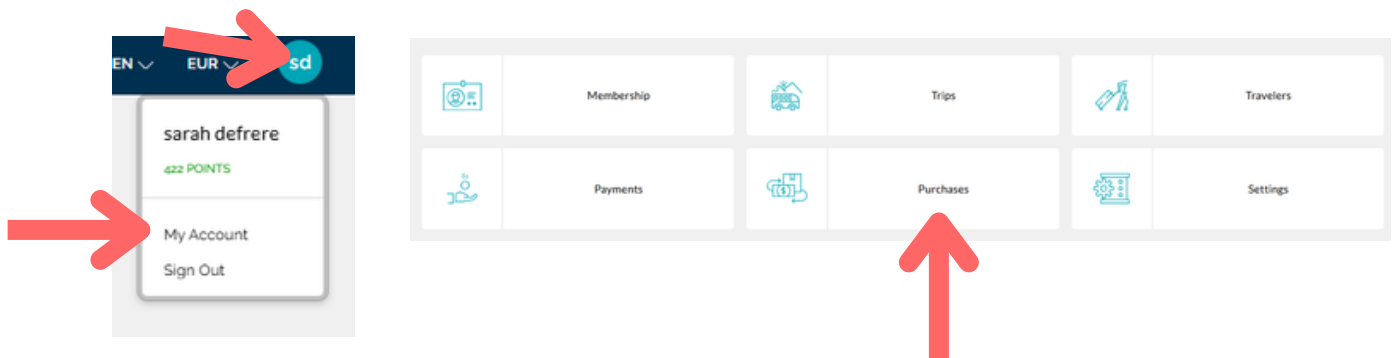 EN EUR sd
sarah defrere
422 POINTS
My Account
Sign Out
Membership Trips Travelers
Payments Purchases Settings